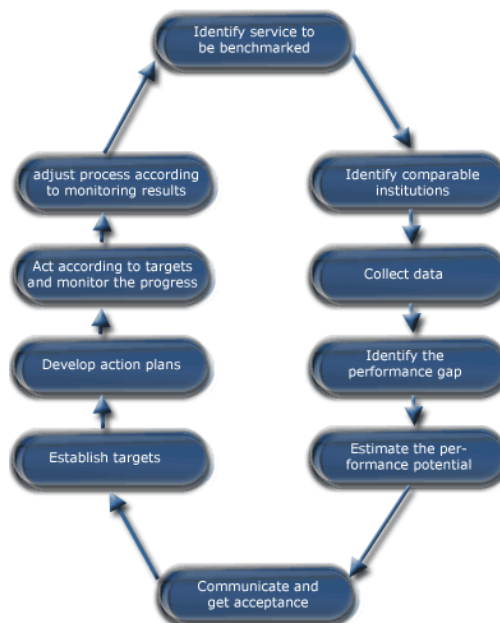 Identify service to
be benchmarked
Identify comparable
institutions
Collect data
Identify the
performance gap
Estimate the per-
formance potential
Communicate and
get acceptance
Establish targets
Develop action plans
Act according to targets
and monitor the progress
adjust process according
to monitoring results